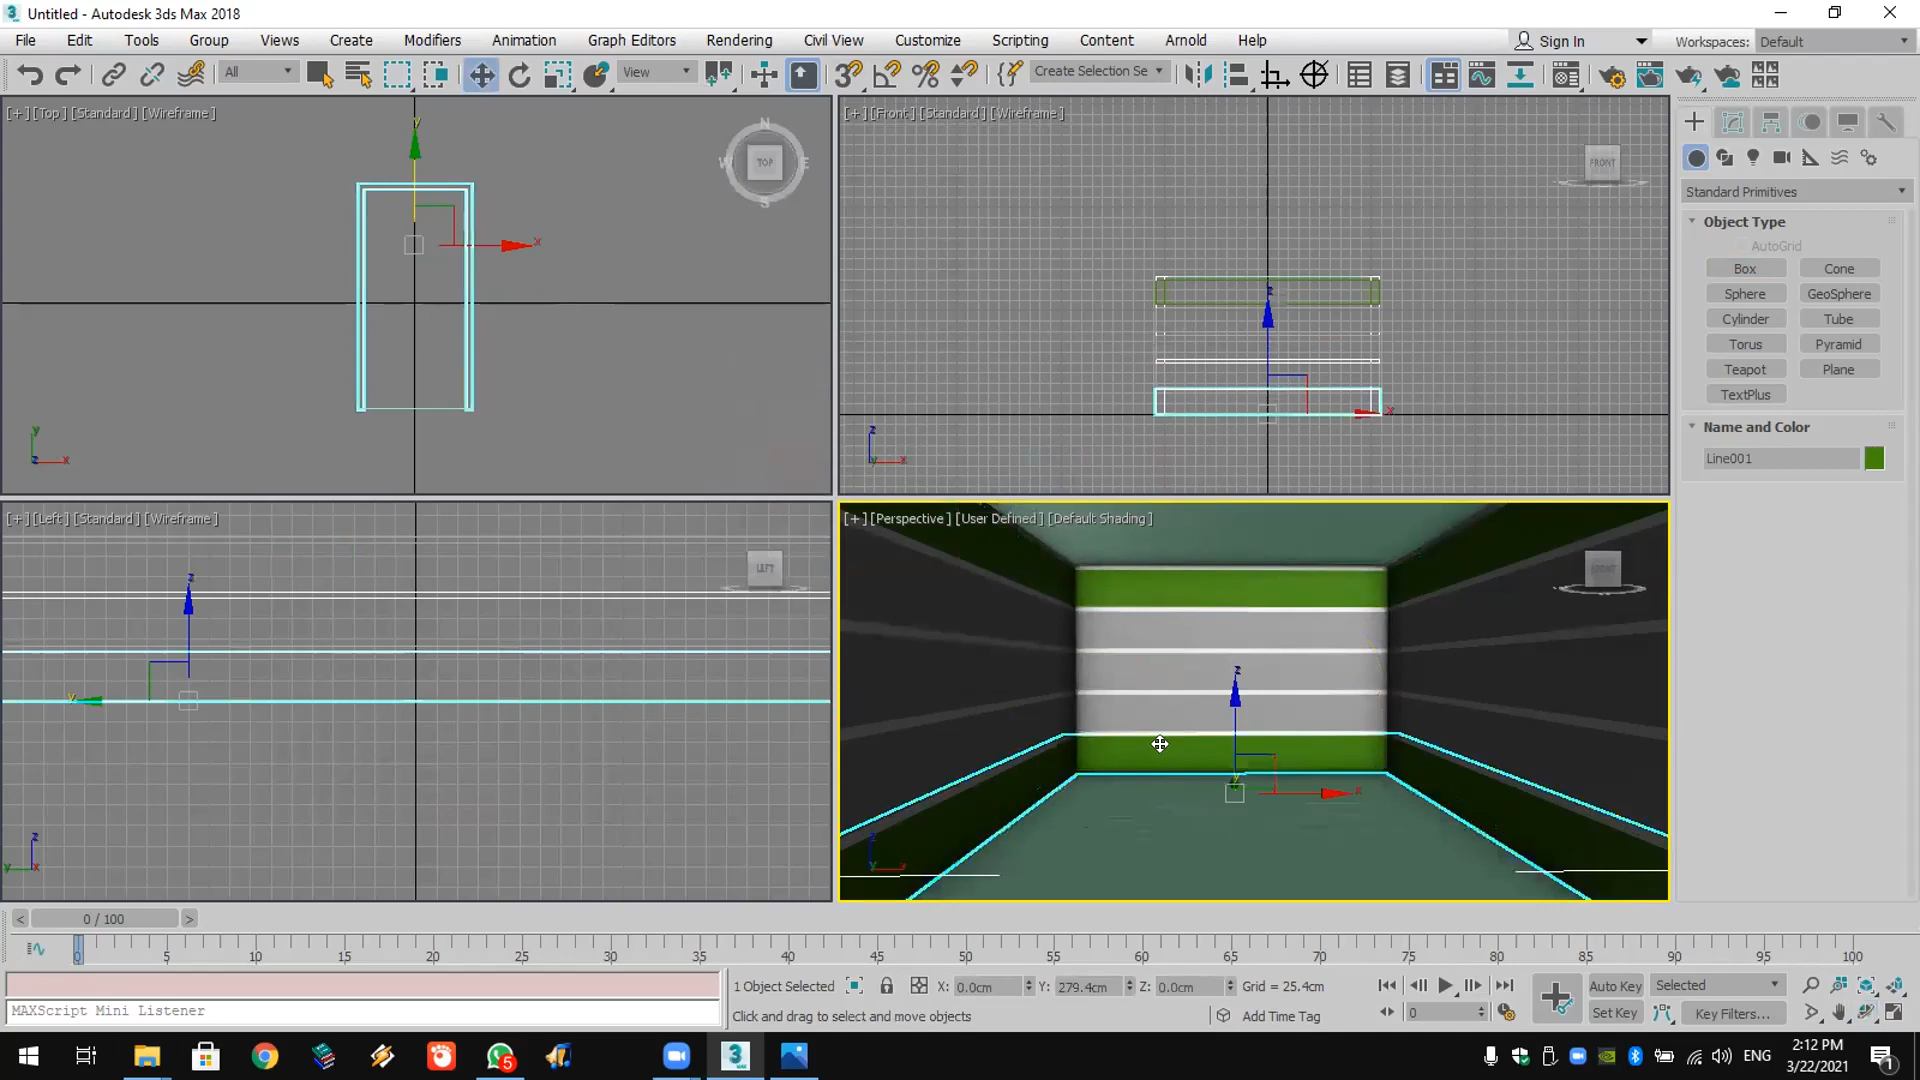 Untitled - Autodesk 3ds Max 2018
File Edit Tools Group Views Create Modifiers Animation Graph Editors Rendering Civil View Customize Scripting Content Arnold Help Sign In Workspaces: Default
All View Create Selection Se
[+] [Top] [Standard] [Wireframe]
[+] [Front] [Standard] [Wireframe]
N
W TOP E
S
FRONT
y
x
z
x
y
z x
z
y x
Standard Primitives
Object Type
AutoGrid
Box Cone
Sphere GeoSphere
Cylinder Tube
Torus Pyramid
Teapot Plane
TextPlus
Name and Color
Line001
[+] [Left] [Standard] [Wireframe]
[+] [Perspective] [User Defined] [Default Shading]
LEFT
z
y
z
y x
z
y
x
z
x
< 0 / 100 >
0 5 10 15 20 25 30 35 40 45 50 55 60 65 70 75 80 85 90 95 100
1 Object Selected X: 0.0cm Y: 279.4cm Z: 0.0cm Grid = 25.4cm Auto Key Selected
MAXScript Mini Listener
Click and drag to select and move objects Add Time Tag 0 Set Key Key Filters...
5 3 ENG 2:12 PM
3/22/2021 1